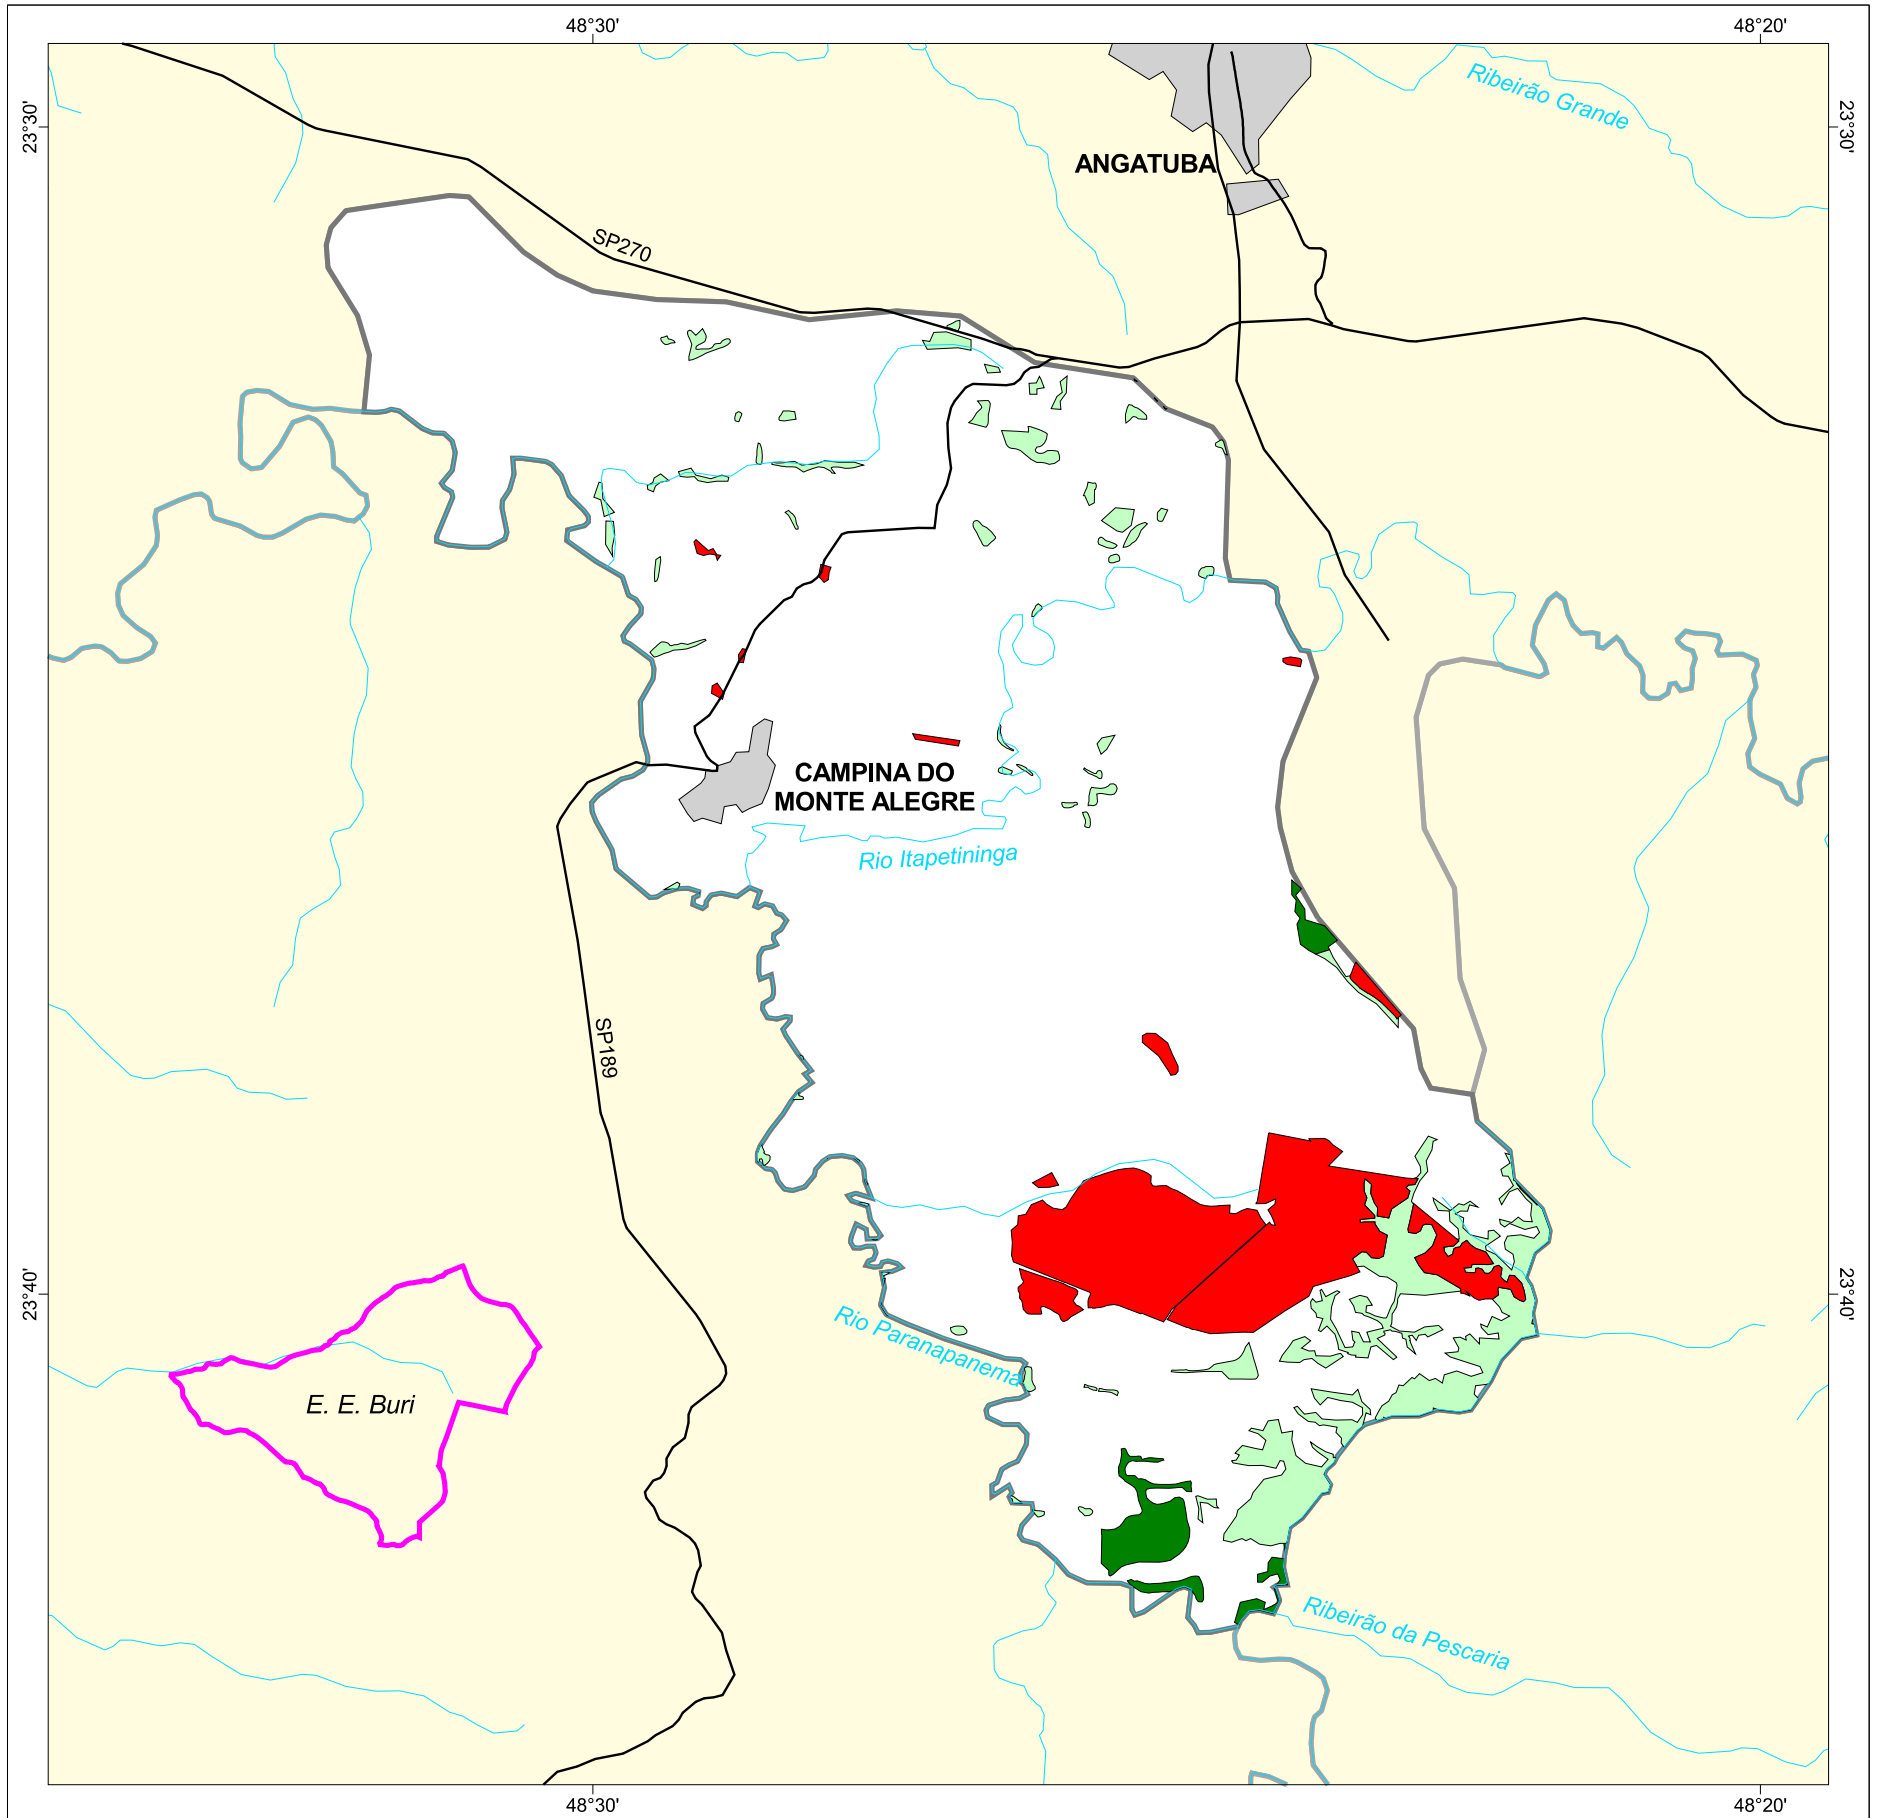 48°30'
48°20'
23°30'
23°30'
Ribeirão Grande
ANGATUBA
SP270
CAMPINA DO
MONTE ALEGRE
Rio Itapetininga
SP189
23°40'
23°40'
Rio Paranapanema
E. E. Buri
Ribeirão da Pescaria
48°30'
48°20'